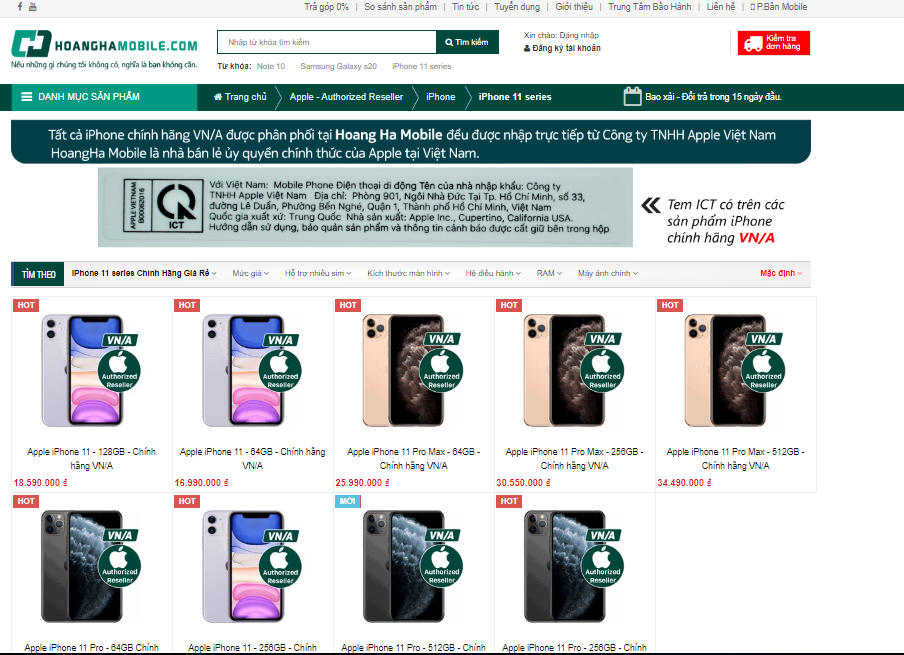 Trả góp 0% | So sánh sản phẩm | Tin tức | Tuyển dụng | Giới thiệu | Trung Tâm Bảo Hành | Liên hệ | P.Bản Mobile
HOANGHAMOBILE.COM
Nếu những gì chúng tôi không có, nghĩa là bạn không cần.
Nhập từ khóa tìm kiếm
Tìm kiếm
Từ khóa: Note 10 Samsung Galaxy s20 iPhone 11 series
Xin chào: Đăng nhập
Đăng ký tài khoản
Kiểm tra
đơn hàng
DANH MỤC SẢN PHẨM
Trang chủ
Apple - Authorized Reseller
iPhone
iPhone 11 series
Bao xài - Đổi trả trong 15 ngày đầu.
Tất cả iPhone chính hãng VN/A được phân phối tại Hoang Ha Mobile đều được nhập trực tiếp từ Công ty TNHH Apple Việt Nam
HoangHa Mobile là nhà bán lẻ ủy quyền chính thức của Apple tại Việt Nam.
APPLE VIETNAM
B00062016
ICT
Với Việt Nam: Mobile Phone Điện thoại di động Tên của nhà nhập khẩu: Công ty
TNHH Apple Việt Nam Địa chỉ: Phòng 901, Ngôi Nhà Đức Tại Tp. Hồ Chí Minh, số 33,
đường Lê Duẩn, Phường Bến Nghé, Quận 1, Thành phố Hồ Chí Minh, Việt Nam
Quốc gia xuất xứ: Trung Quốc Nhà sản xuất: Apple Inc., Cupertino, California USA.
Hướng dẫn sử dụng, bảo quản sản phẩm và thông tin cảnh báo được cất giữ bên trong hộp
Tem ICT có trên các
sản phẩm iPhone
chính hãng VN/A
TÌM THEO
iPhone 11 series Chính Hãng Giá Rẻ
Mức giá
Hỗ trợ nhiều sim
Kích thước màn hình
Hệ điều hành
RAM
Máy ảnh chính
Mặc định
HOT
VN/A
Authorized
Reseller
Apple iPhone 11 - 128GB - Chính
hãng VN/A
18.590.000 ₫
HOT
VN/A
Authorized
Reseller
Apple iPhone 11 - 64GB - Chính hãng
VN/A
16.990.000 ₫
HOT
VN/A
Authorized
Reseller
Apple iPhone 11 Pro Max - 64GB -
Chính hãng VN/A
25.990.000 ₫
HOT
VN/A
Authorized
Reseller
Apple iPhone 11 Pro Max - 256GB -
Chính hãng VN/A
30.550.000 ₫
HOT
VN/A
Authorized
Reseller
Apple iPhone 11 Pro Max - 512GB -
Chính hãng VN/A
34.490.000 ₫
HOT
VN/A
Authorized
Reseller
Apple iPhone 11 Pro - 64GB Chính
HOT
VN/A
Authorized
Reseller
Apple iPhone 11 - 256GB - Chính
MỚI
VN/A
Authorized
Reseller
Apple iPhone 11 Pro - 512GB - Chính
HOT
VN/A
Authorized
Reseller
Apple iPhone 11 Pro - 256GB - Chính